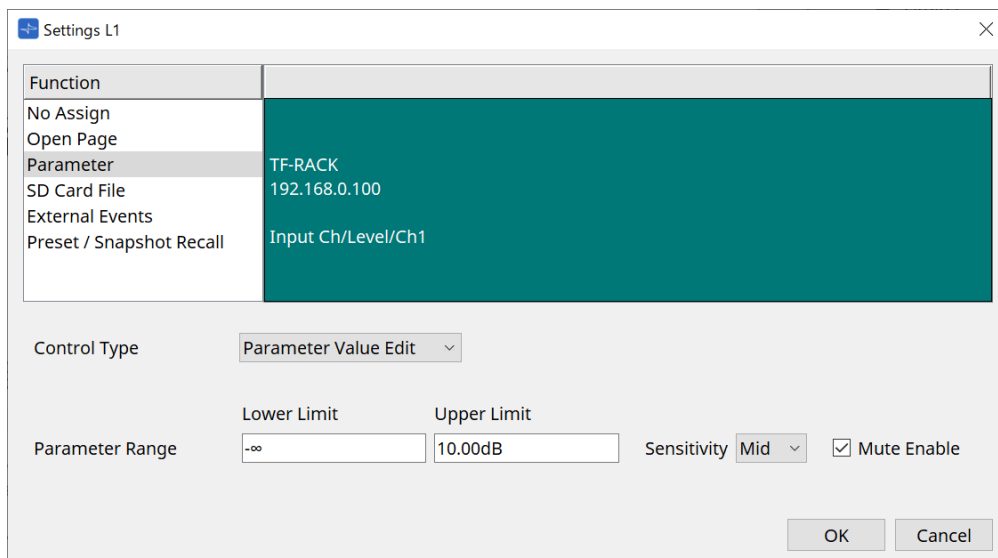 Settings L1
Function
No Assign
Open Page
Parameter
SD Card File
External Events
Preset / Snapshot Recall
TF-RACK
192.168.0.100
Input Ch/Level/Ch1
Control Type
Parameter Value Edit
Lower Limit
Upper Limit
Parameter Range
-∞
10.00dB
Sensitivity
Mid
Mute Enable
OK
Cancel